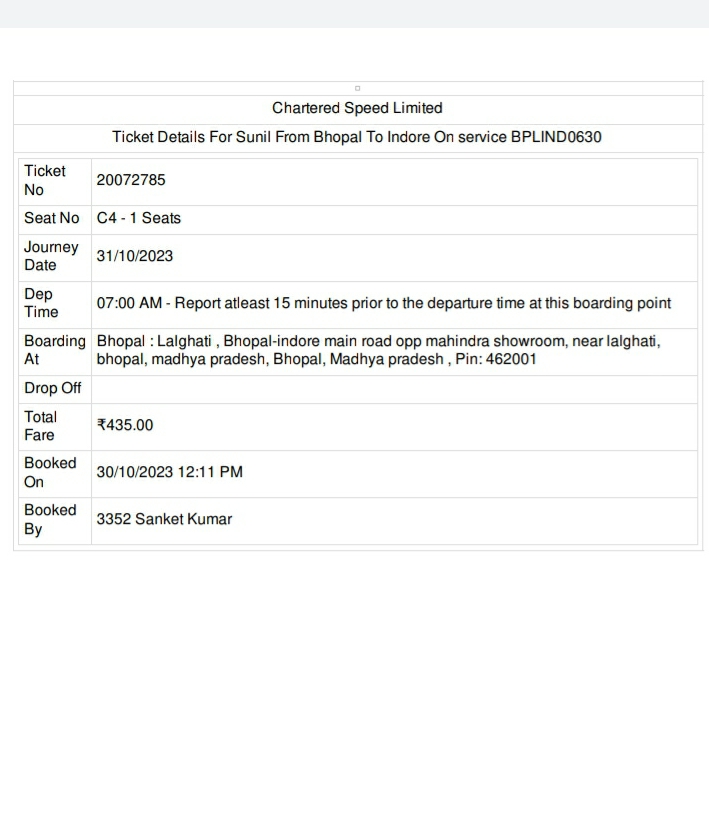 Chartered Speed Limited
Ticket Details For Sunil From Bhopal To Indore On service BPLIND0630
Ticket
No
20072785
Seat No C4 - 1 Seats
Journey
Date
31/10/2023
Dep
Time
07:00 AM - Report atleast 15 minutes prior to the departure time at this boarding point
Boarding
At
Bhopal : Lalghati , Bhopal-indore main road opp mahindra showroom, near lalghati,
bhopal, madhya pradesh, Bhopal, Madhya pradesh , Pin: 462001
Drop Off
Total
Fare
₹435.00
Booked
On
30/10/2023 12:11 PM
Booked
By
3352 Sanket Kumar